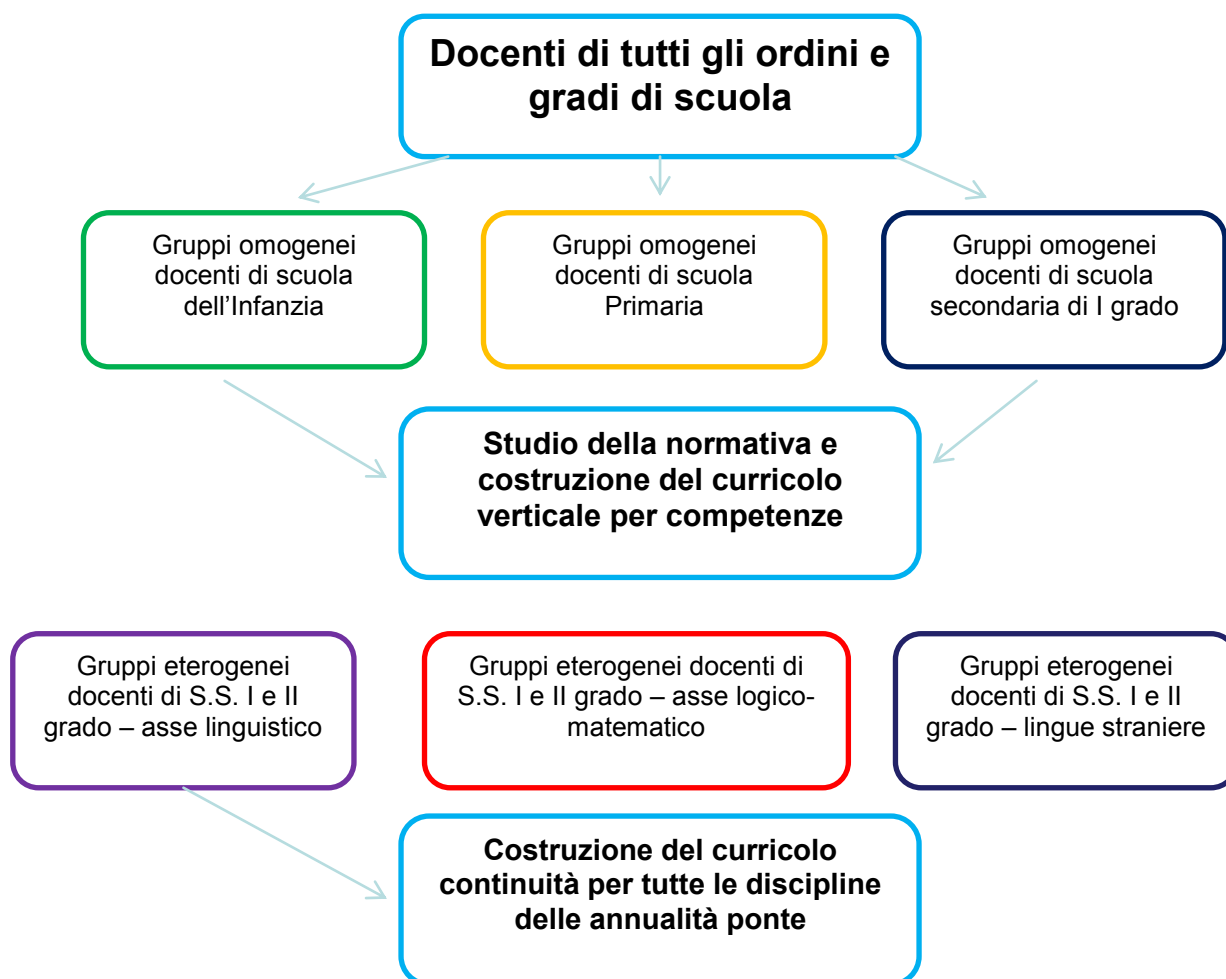 Docenti di tutti gli ordini e
gradi di scuola
Gruppi omogenei
docenti di scuola
dell’Infanzia
Gruppi omogenei
docenti di scuola
Primaria
Gruppi omogenei
docenti di scuola
secondaria di I grado
Studio della normativa e
costruzione del curricolo
verticale per competenze
Gruppi eterogenei
docenti di S.S. I e II
grado – asse linguistico
Gruppi eterogenei docenti di
S.S. I e II grado – asse logico-
matematico
Gruppi eterogenei
docenti di S.S. I e II
grado – lingue straniere
Costruzione del curricolo
continuità per tutte le discipline
delle annualità ponte